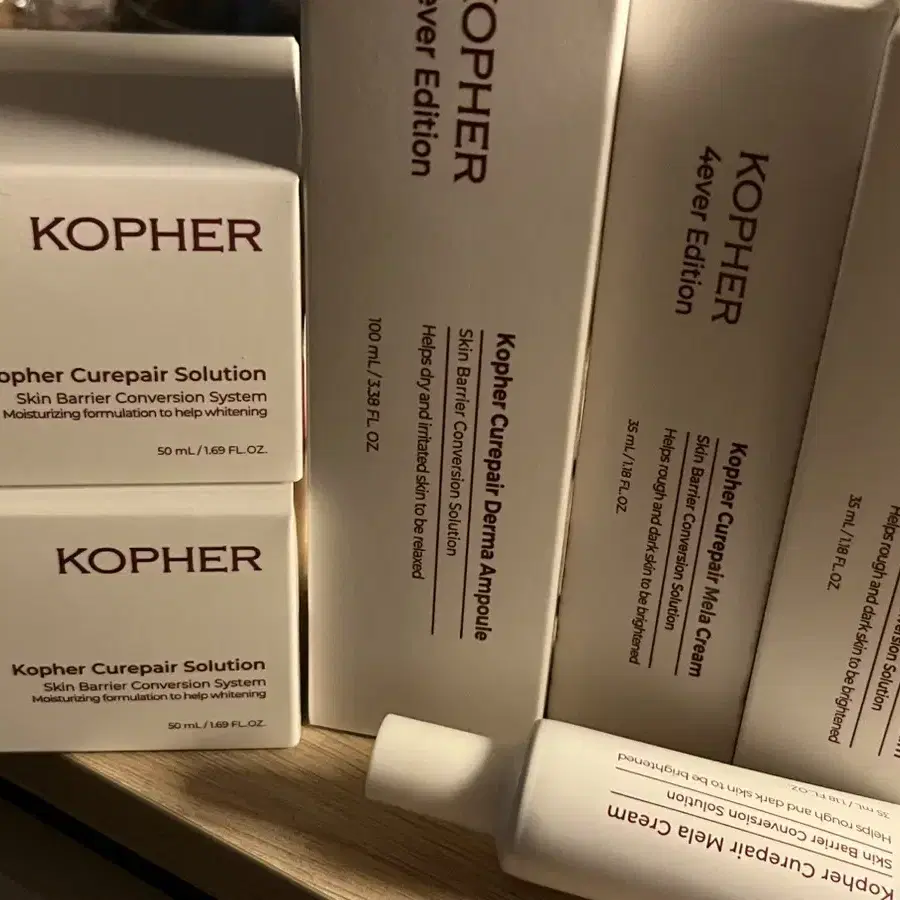 KOPHER
opher Curepair Solution
Skin Barrier Conversion System
Moisturizing formulation to help whitening
50 mL / 1.69 FL.OZ.
KOPHER
Kopher Curepair Solution
Skin Barrier Conversion System
Moisturizing formulation to help whitening
50 mL / 1.69 FL.OZ.
KOPHER
4ever Edition
Kopher Curepair Derma Ampoule
Skin Barrier Conversion Solution
Helps dry and irritated skin to be relaxed
100 mL / 3.38 FL. OZ
KOPHER
4ever Edition
Kopher Curepair Mela Cream
Skin Barrier Conversion Solution
Helps rough and dark skin to be brightened
35 mL / 1.18 FL.OZ
Solution
Helps rough and dark skin to be brightened
35 mL / 1.18 FL.OZ.
Kopher Curepair Mela Cream
Skin Barrier Conversion Solution
Helps rough and dark skin to be brightened
35 mL / 1.18 FL.OZ